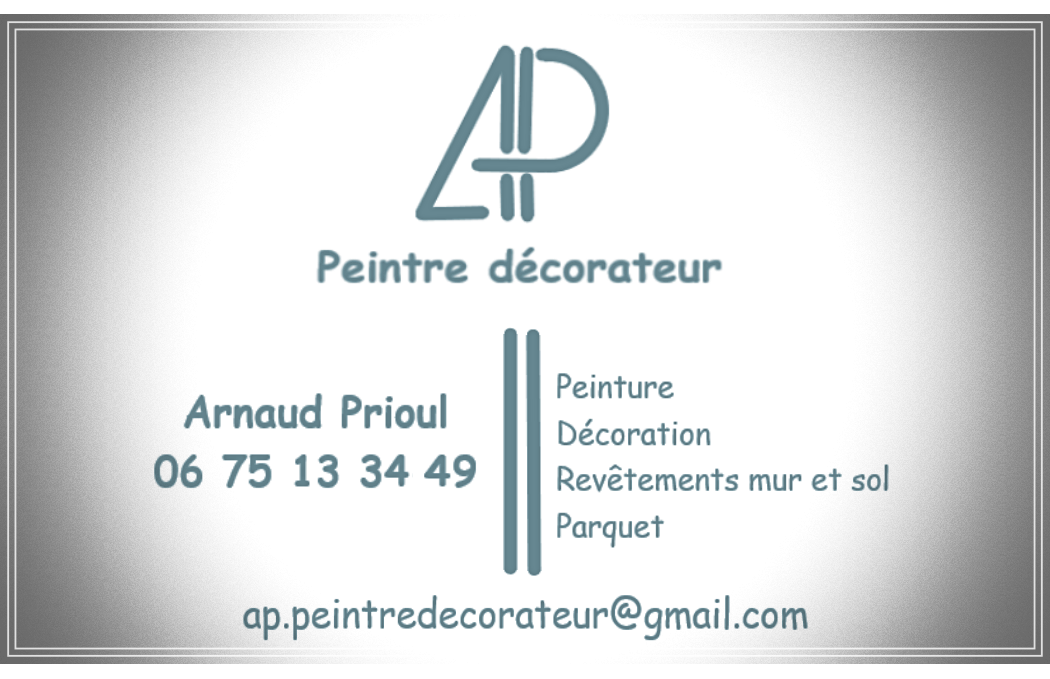 AP
Peintre décorateur
Arnaud Prioul
06 75 13 34 49
Peinture
Décoration
Revêtements mur et sol
Parquet
ap.peintredecorateur@gmail.com